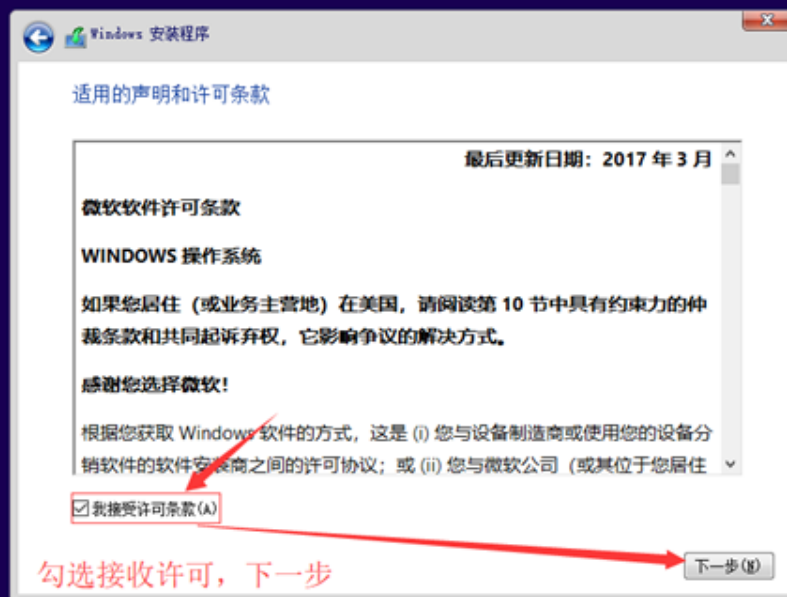 Windows 安装程序
适用的声明和许可条款
最后更新日期：2017 年 3 月
微软软件许可条款
WINDOWS 操作系统
如果您居住（或业务主营地）在美国，请阅读第 10 节中具有约束力的仲
裁条款和共同起诉弃权，它影响争议的解决方式。
感谢您选择微软！
根据您获取 Windows 软件的方式，这是 (i) 您与设备制造商或使用您的设备分
销软件的软件安装商之间的许可协议；或 (ii) 您与微软公司（或其位于您居住
我接受许可条款(A)
下一步(N)
勾选接收许可，下一步